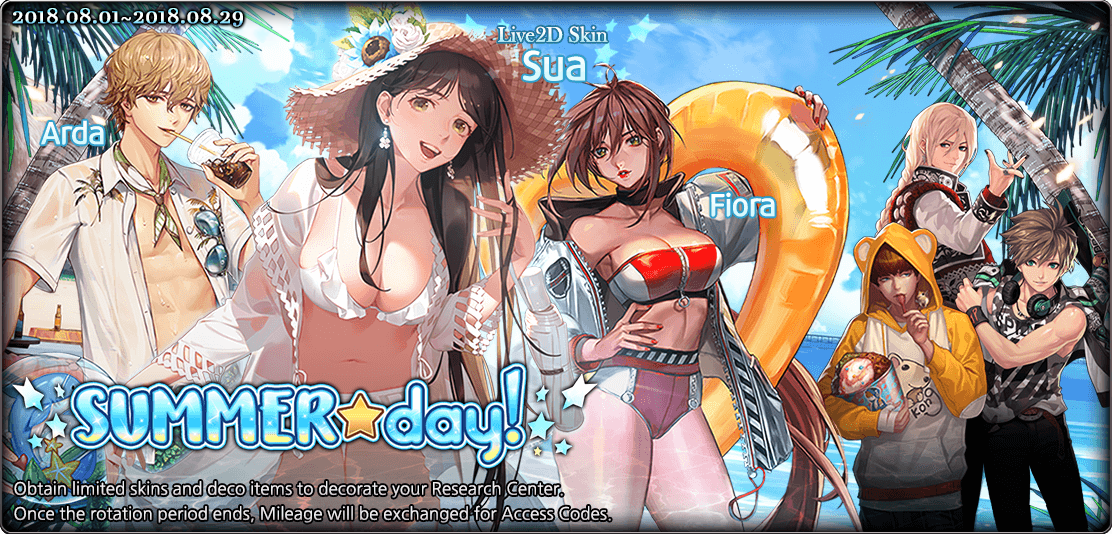 2018.08.01~2018.08.29
Live2D Skin
Sua
Arda
Fiora
SUMMER★day!
Obtain limited skins and deco items to decorate your Research Center.
Once the rotation period ends, Mileage will be exchanged for Access Codes.